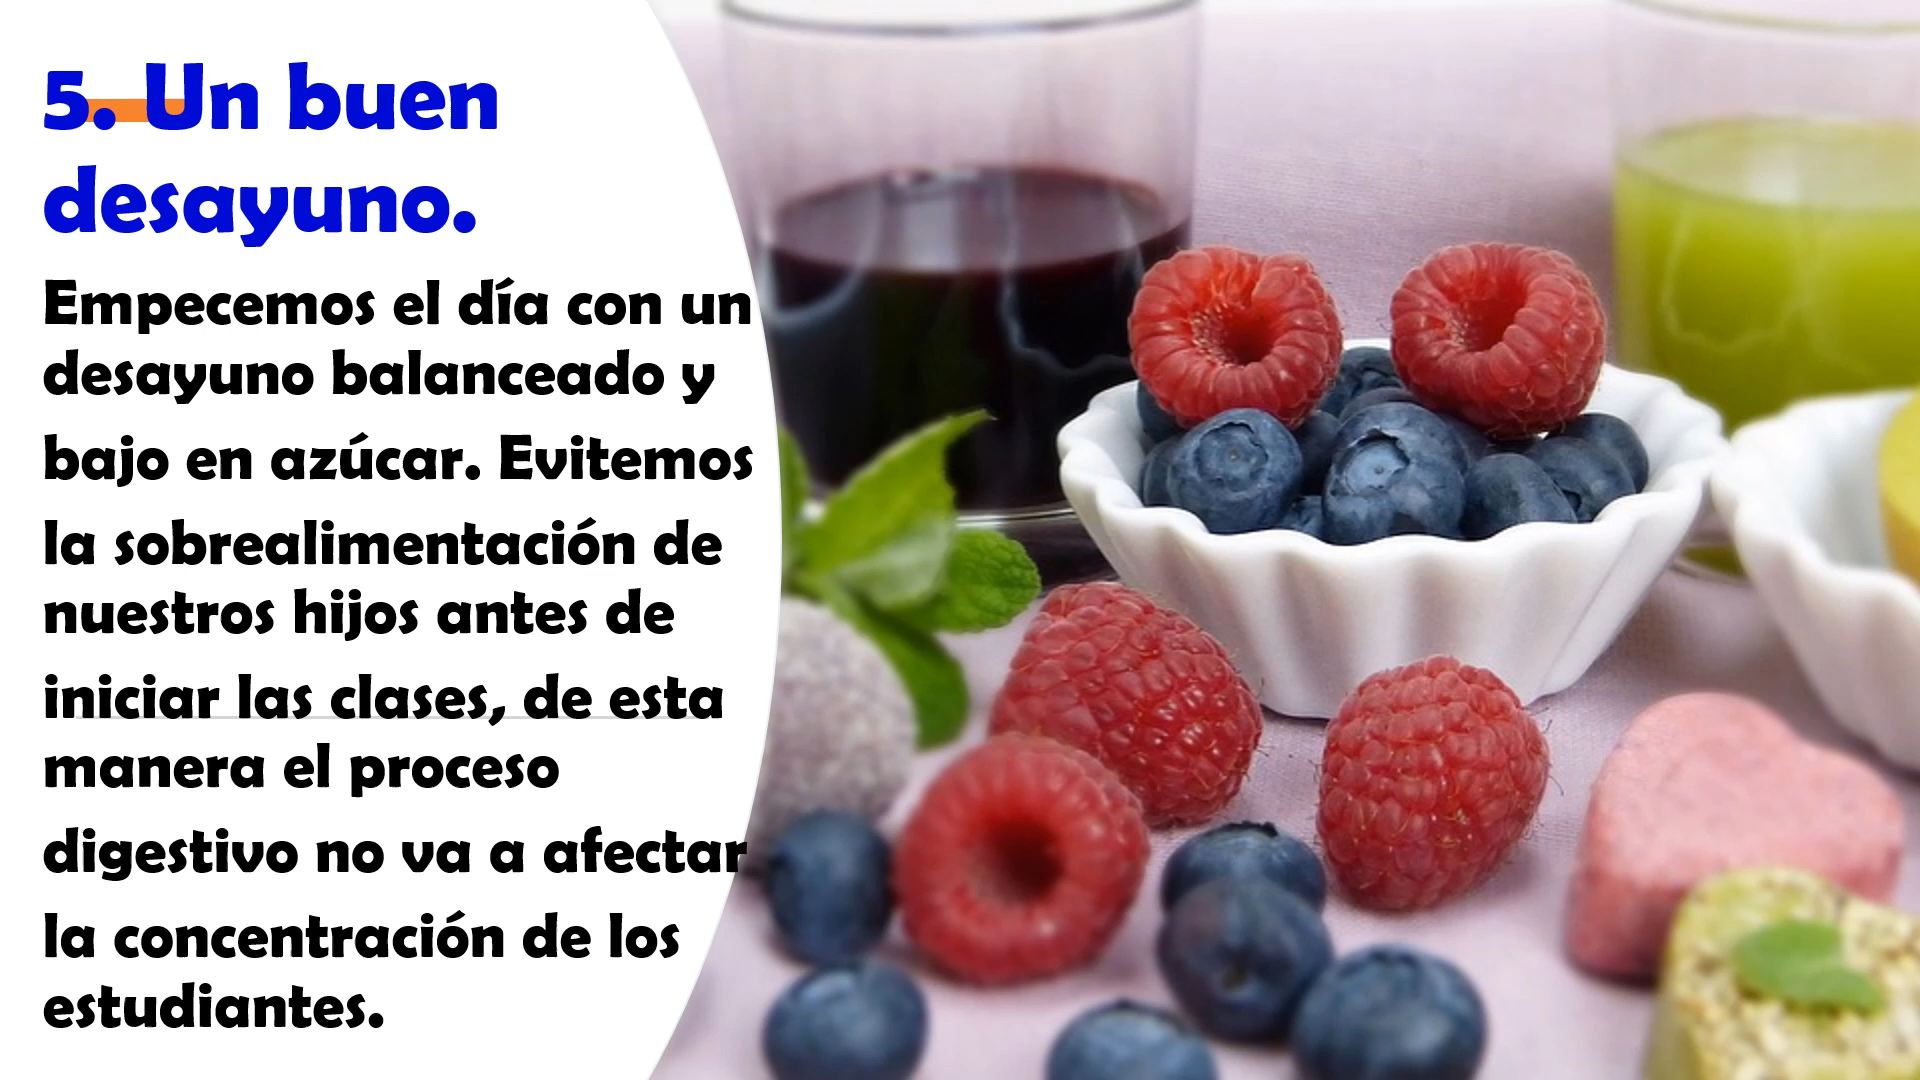 5. Un buen
desayuno.
Empecemos el día con un
desayuno balanceado y
bajo en azúcar. Evitemos
la sobrealimentación de
nuestros hijos antes de
iniciar las clases, de esta
manera el proceso
digestivo no va a afectar
la concentración de los
estudiantes.